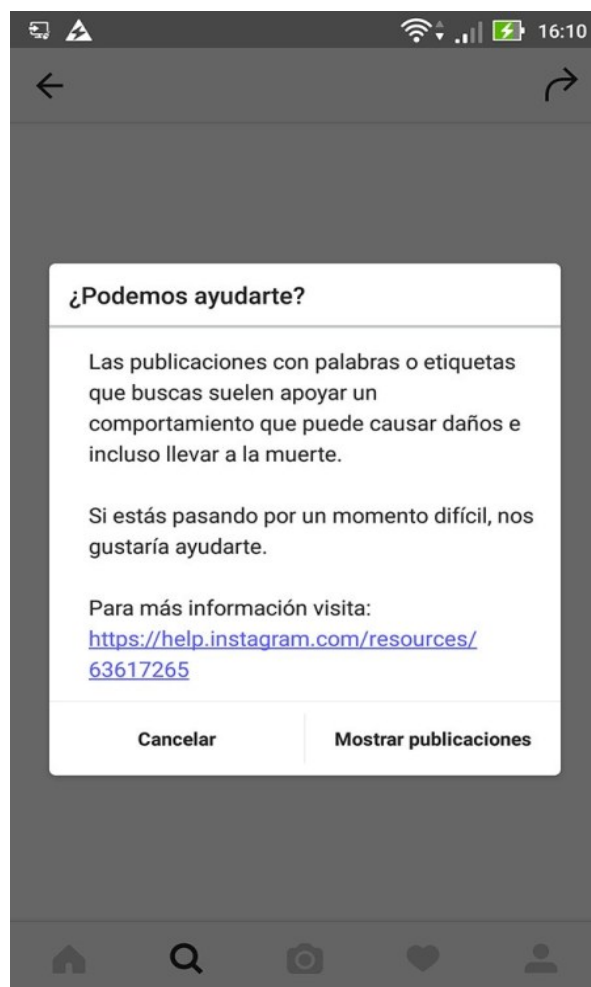 16:10
¿Podemos ayudarte?
Las publicaciones con palabras o etiquetas
que buscas suelen apoyar un
comportamiento que puede causar daños e
incluso llevar a la muerte.
Si estás pasando por un momento difícil, nos
gustaría ayudarte.
Para más información visita:
https://help.instagram.com/resources/
63617265
Cancelar Mostrar publicaciones